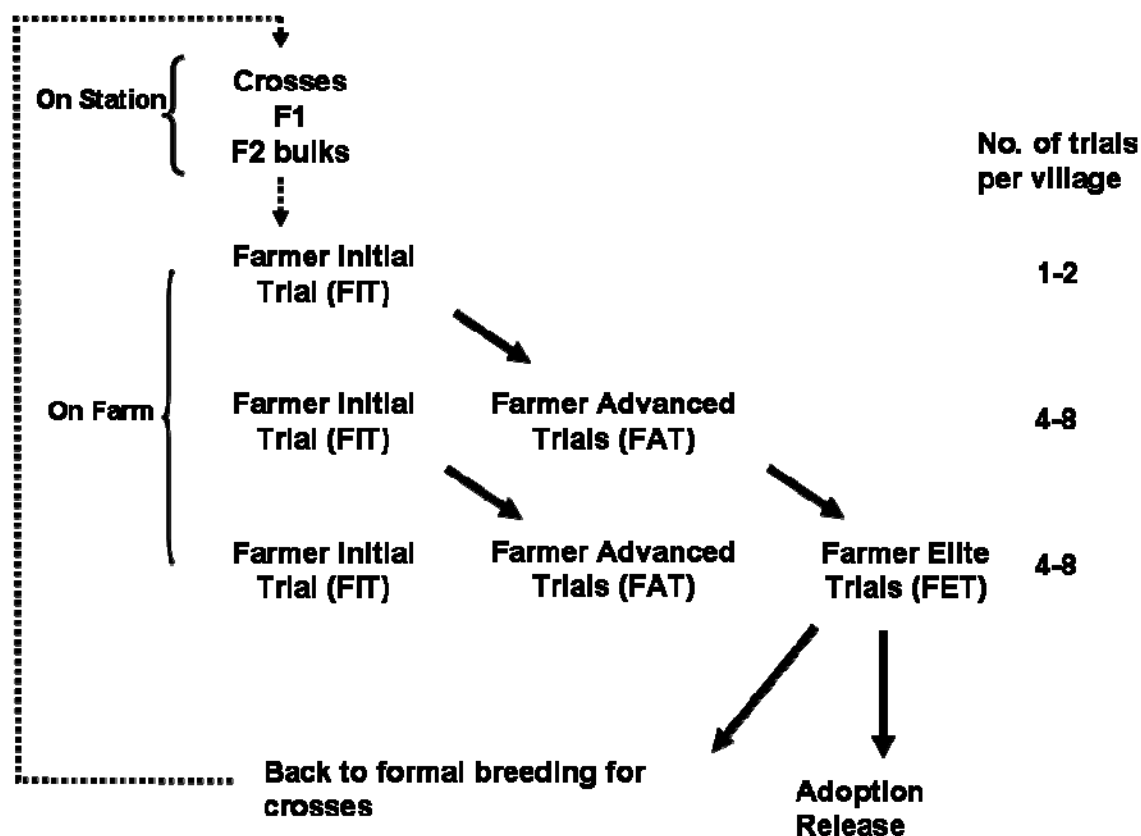 On Station
Crosses
F1
F2 bulks
No. of trials
per village
Farmer Initial
Trial (FIT)
1-2
On Farm
Farmer Initial
Trial (FIT)
Farmer Advanced
Trials (FAT)
4-8
Farmer Initial
Trial (FIT)
Farmer Advanced
Trials (FAT)
Farmer Elite
Trials (FET)
4-8
Back to formal breeding for
crosses
Adoption
Release